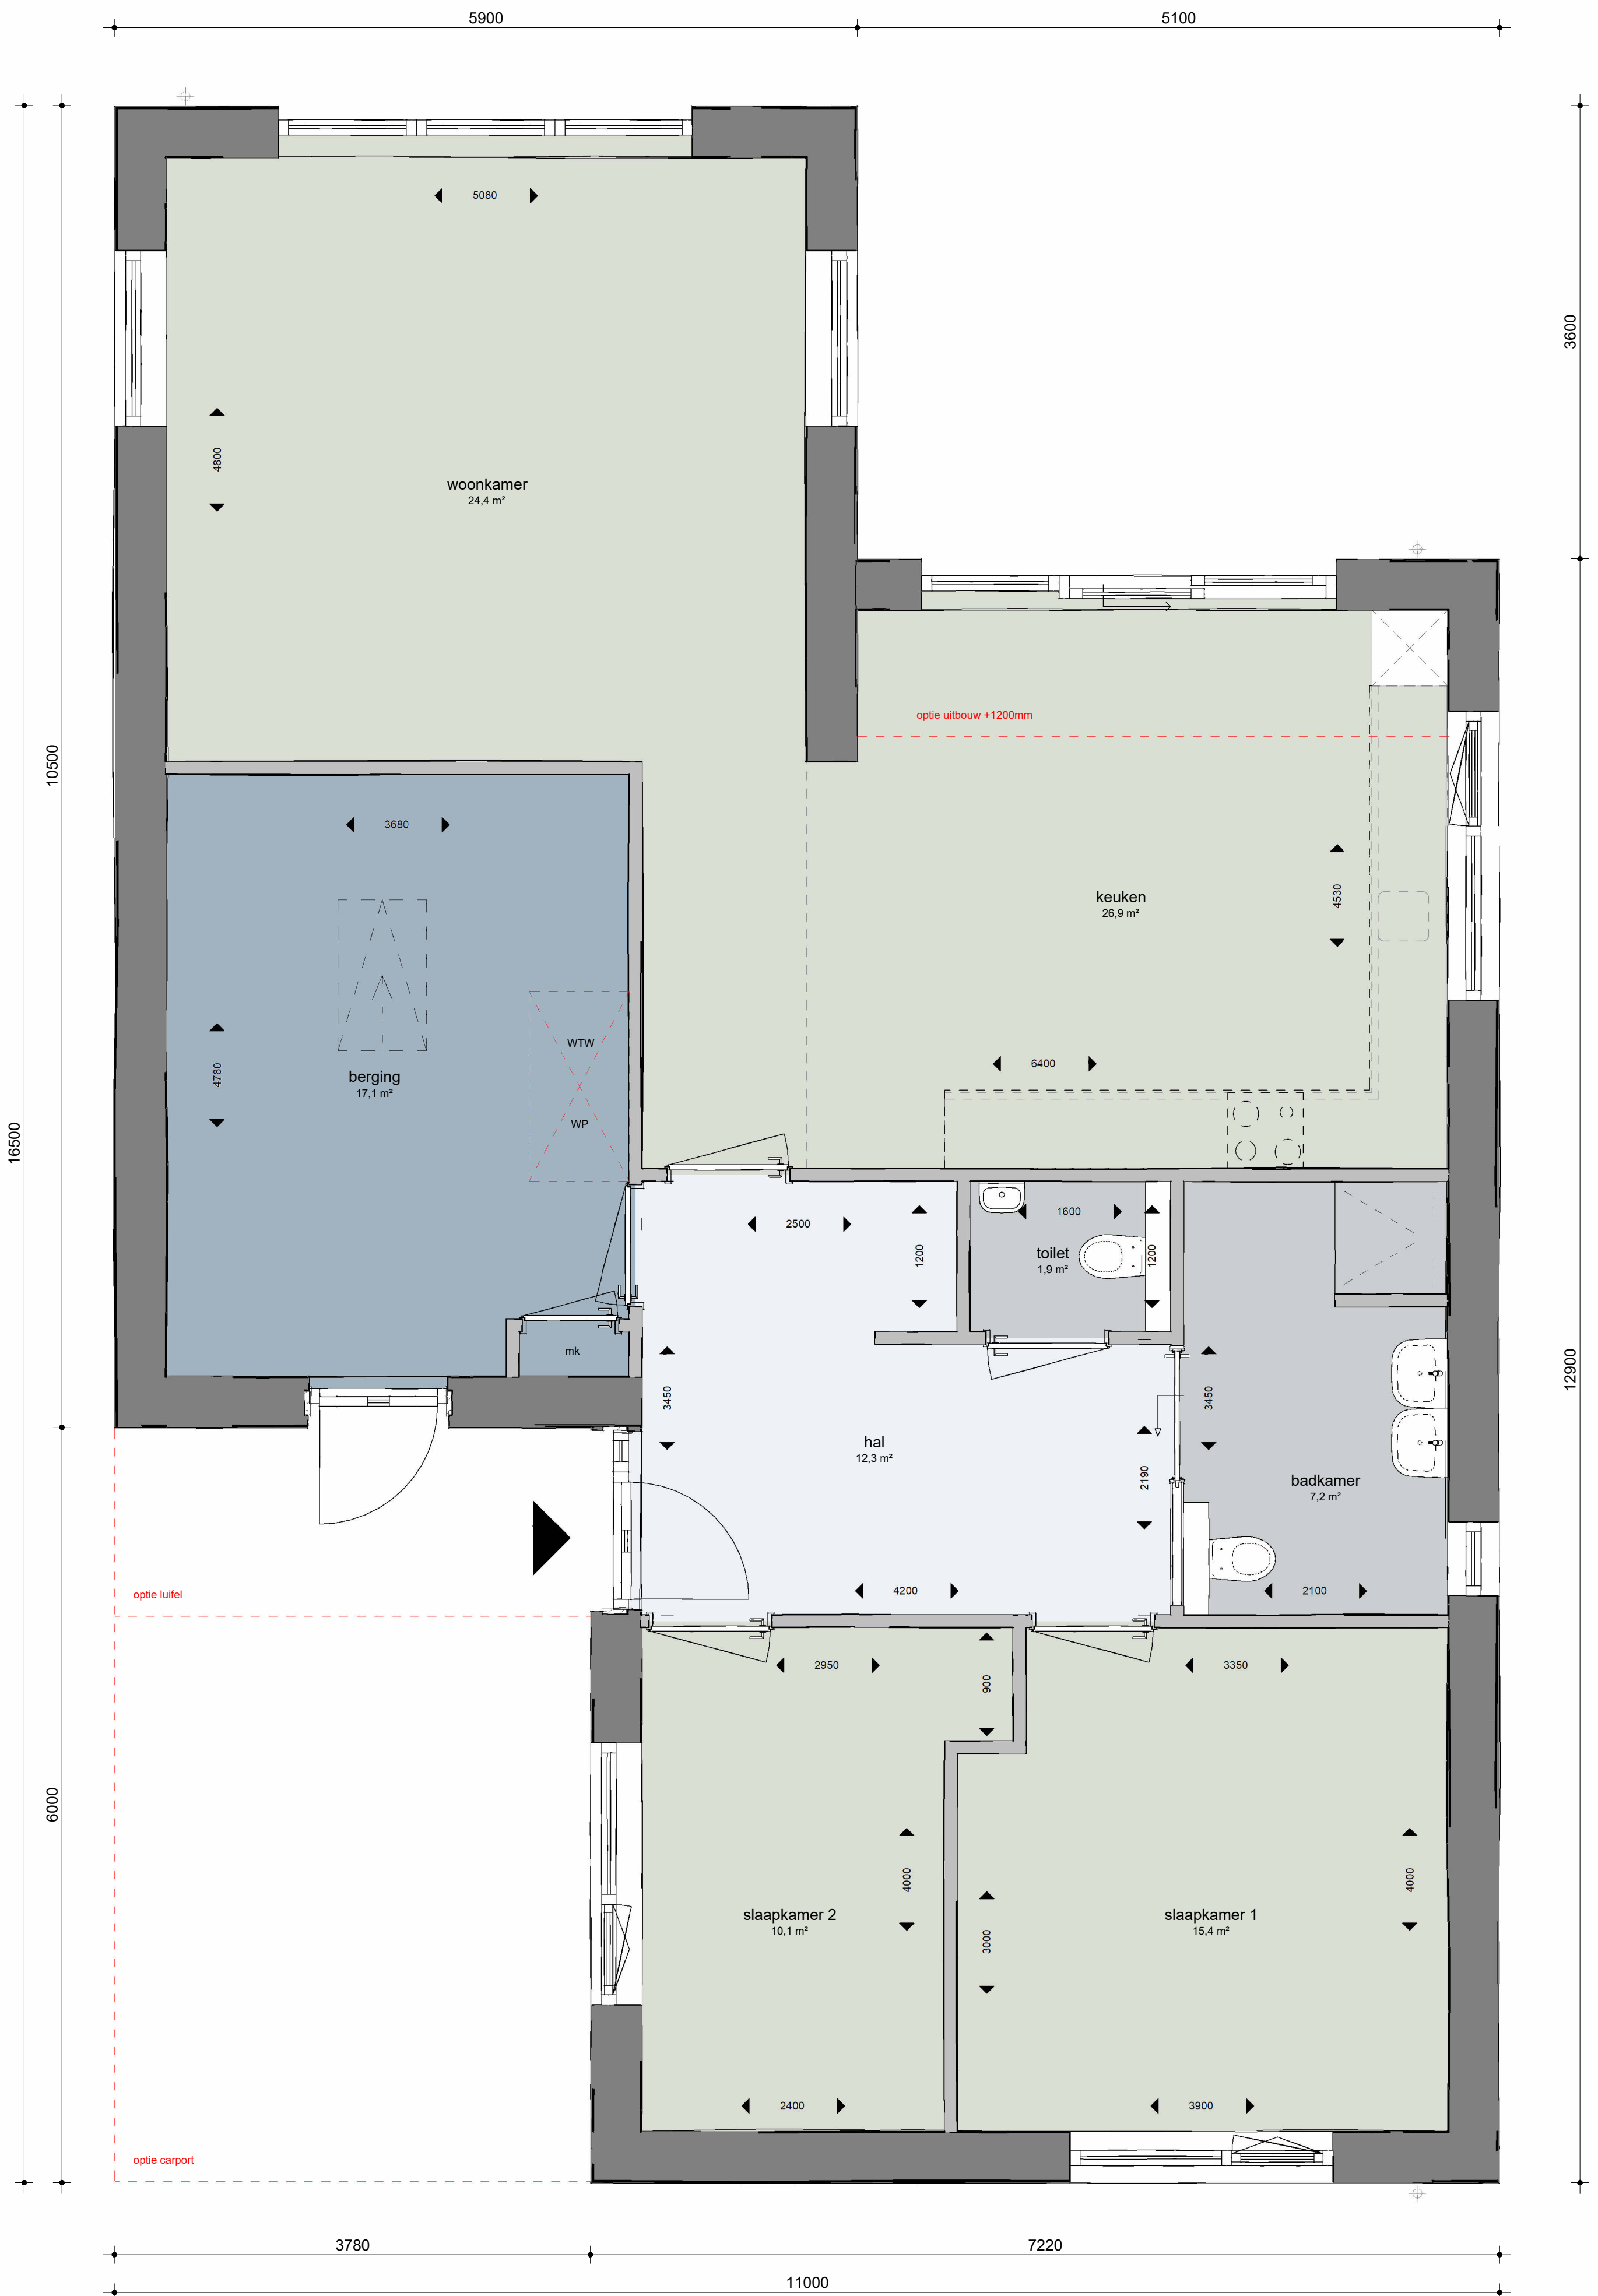 5900
5100
5080
3600
4800
woonkamer
24,4 m²
optie uitbouw +1200mm
10500
3680
keuken
26,9 m²
4530
WTW
6400
4780
berging
17,1 m²
WP
16500
2500
1200
1600
toilet
1,9 m²
1200
mk
3450
3450
12900
hal
12,3 m²
2190
badkamer
7,2 m²
optie luifel
4200
2100
2950
900
3350
6000
4000
4000
slaapkamer 2
10,1 m²
slaapkamer 1
15,4 m²
3000
2400
3900
optie carport
3780
7220
11000